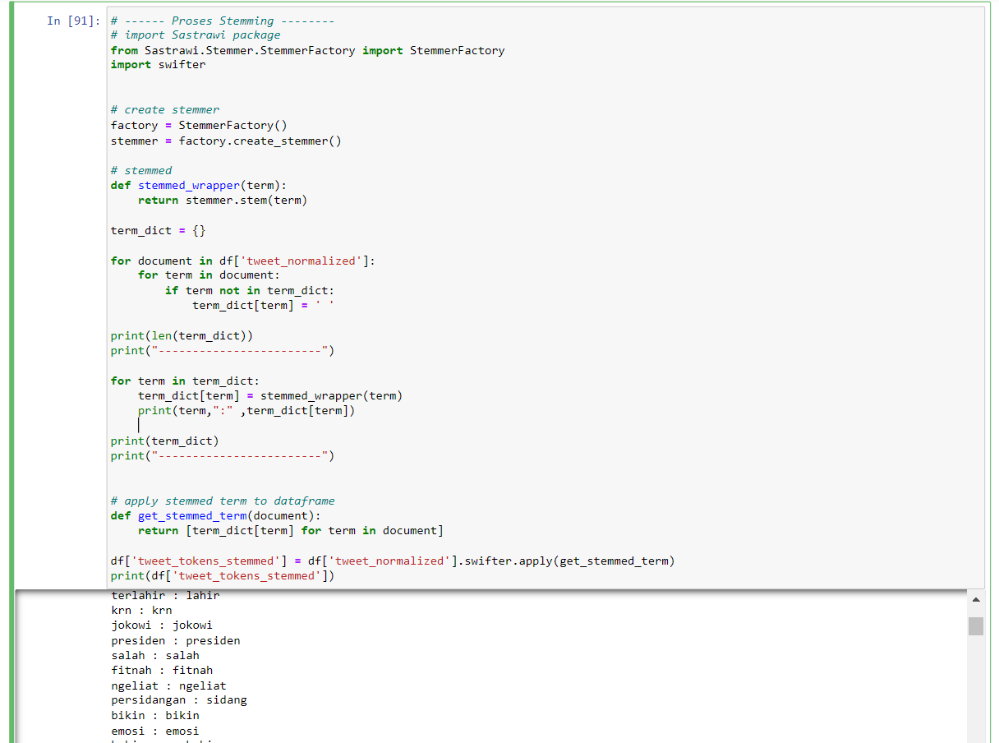 In [91]: # ------ Proses Stemming --------
# import Sastrawi package
from Sastrawi.Stemmer.StemmerFactory import StemmerFactory
import swifter
# create stemmer
factory = StemmerFactory()
stemmer = factory.create_stemmer()
# stemmed
def stemmed_wrapper(term):
    return stemmer.stem(term)
term_dict = {}
for document in df['tweet_normalized']:
    for term in document:
        if term not in term_dict:
            term_dict[term] = ' '
print(len(term_dict))
print("------------------------")
for term in term_dict:
    term_dict[term] = stemmed_wrapper(term)
    print(term,":" ,term_dict[term])
print(term_dict)
print("------------------------")
# apply stemmed term to dataframe
def get_stemmed_term(document):
    return [term_dict[term] for term in document]
df['tweet_tokens_stemmed'] = df['tweet_normalized'].swifter.apply(get_stemmed_term)
print(df['tweet_tokens_stemmed'])
terlahir : lahir
krn : krn
jokowi : jokowi
presiden : presiden
salah : salah
fitnah : fitnah
ngeliat : ngeliat
persidangan : sidang
bikin : bikin
emosi : emosi